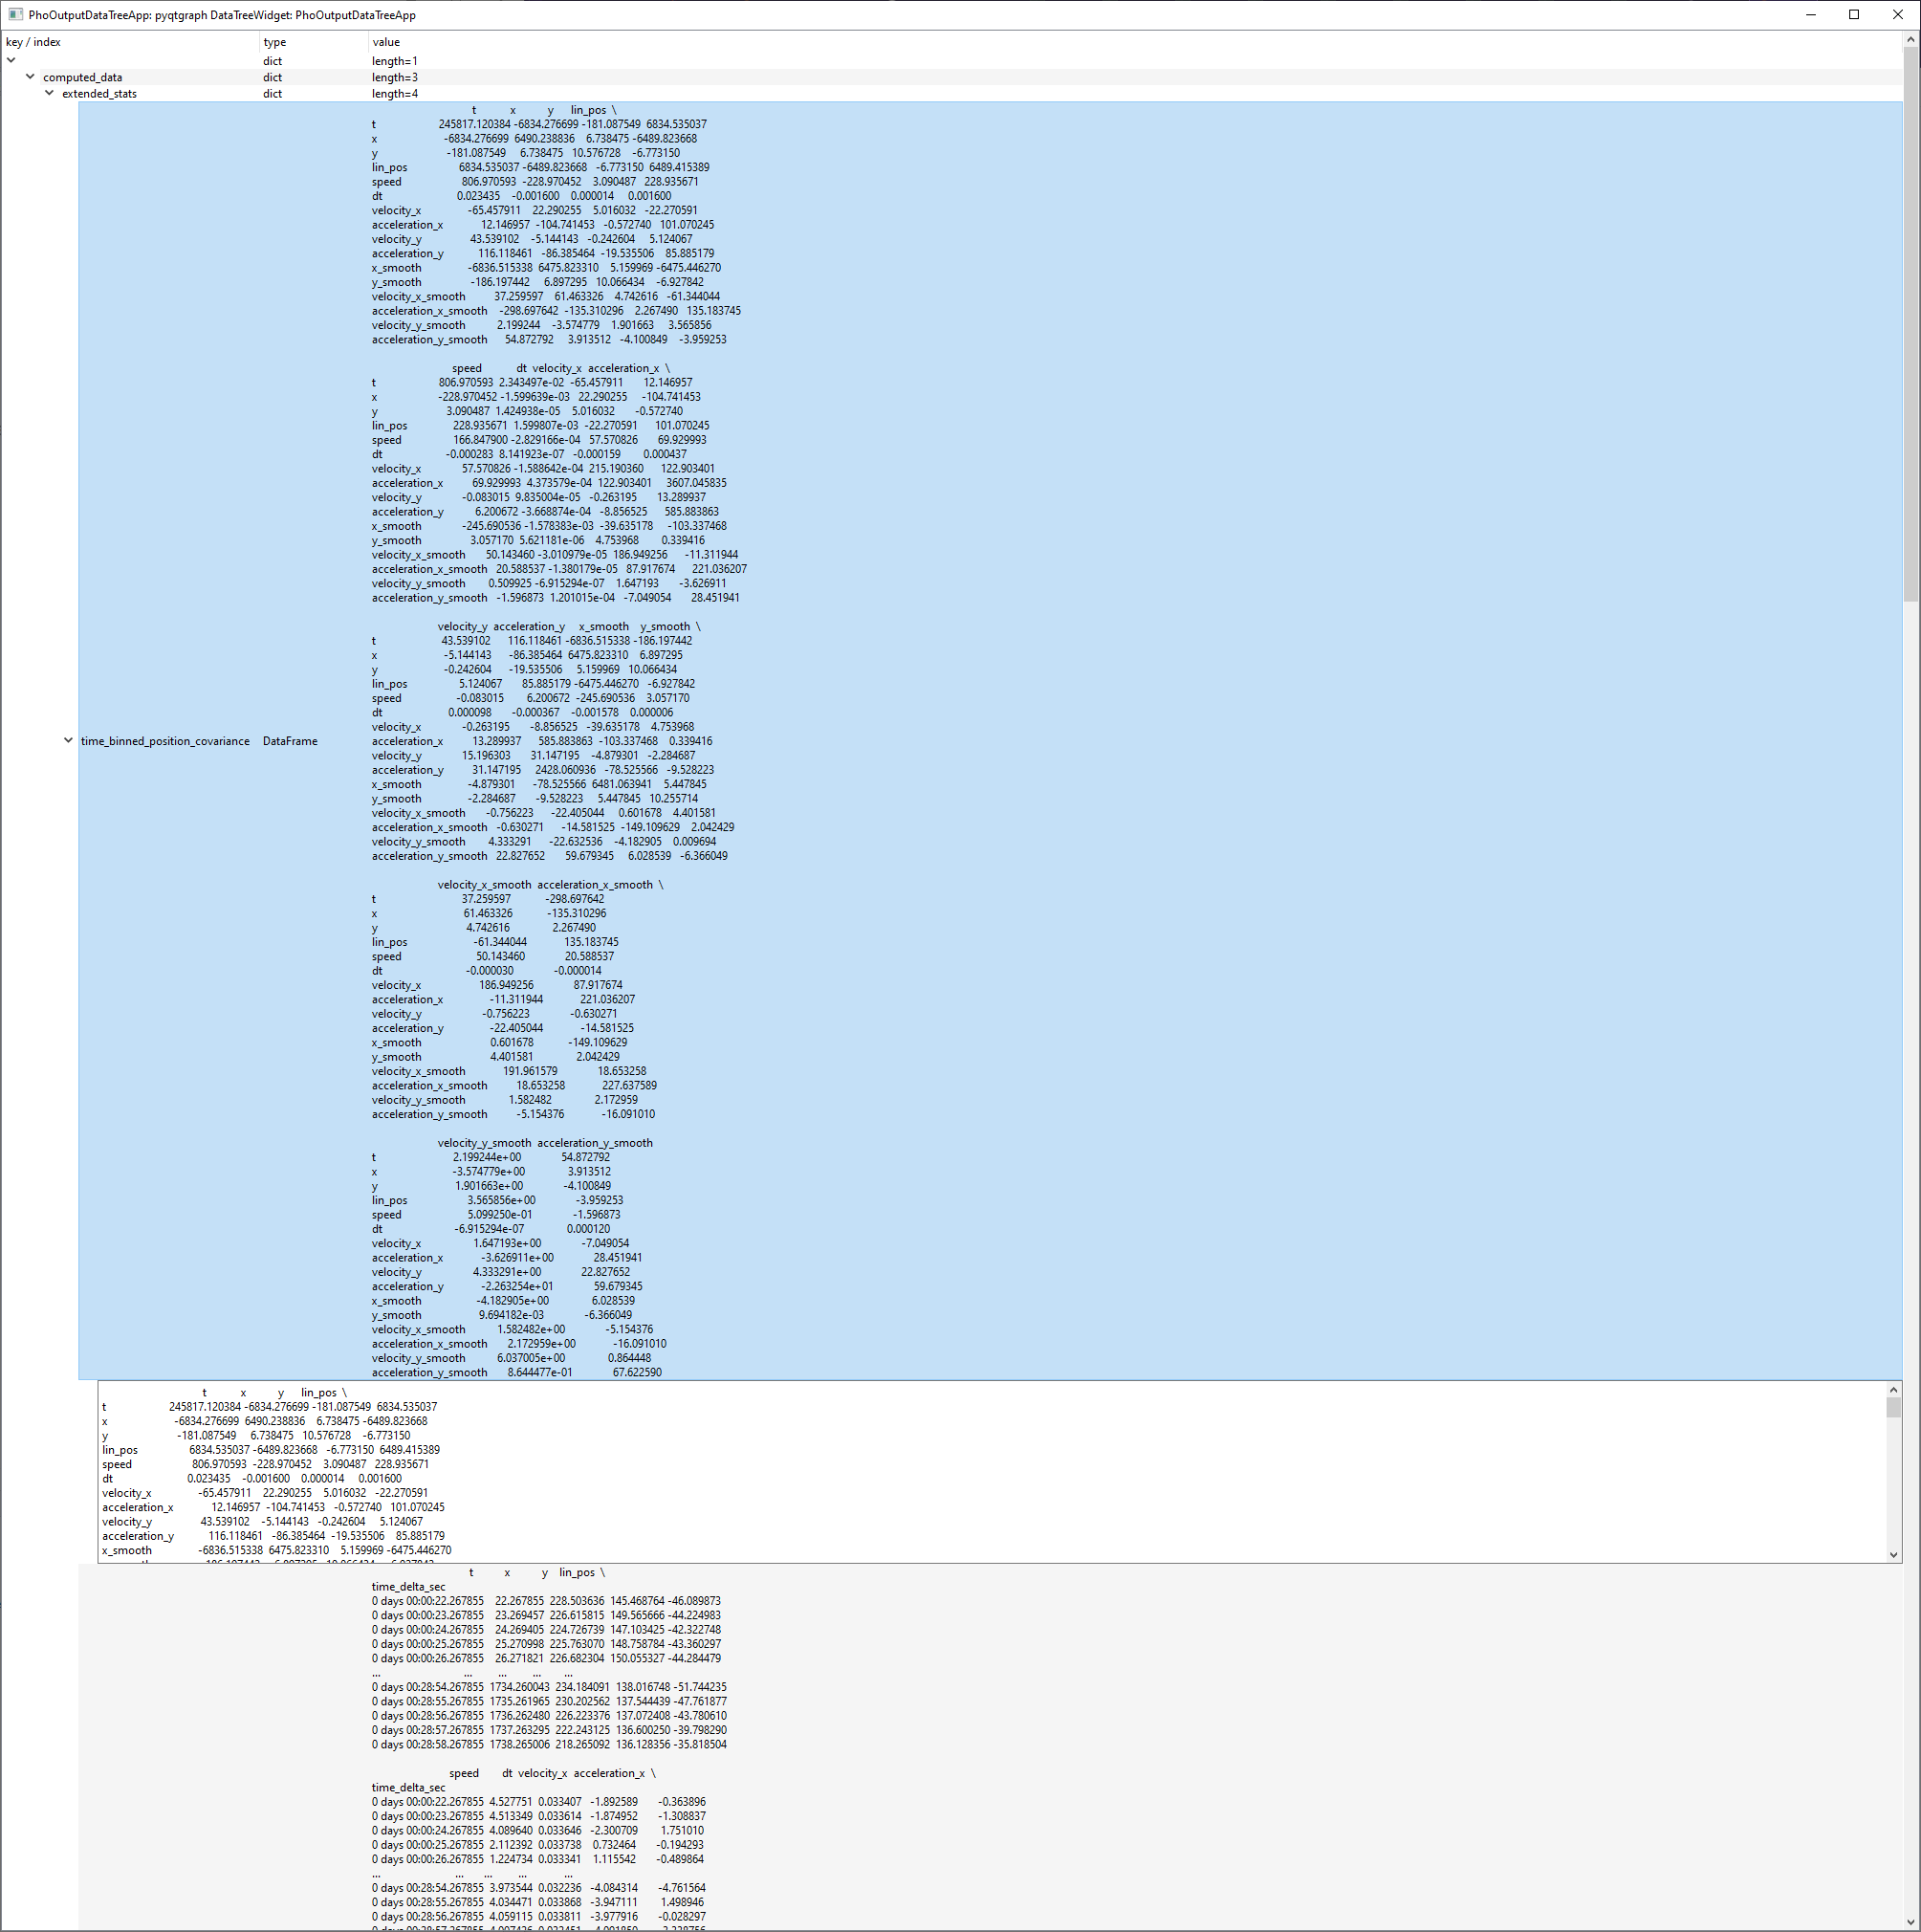 PhoOutputDataTreeApp: pyqtgraph DataTreeWidget: PhoOutputDataTreeApp
key / index type value
dict length=1
computed_data dict length=3
extended_stats dict length=4
t x y lin_pos \
t 245817.120384 -6834.276699 -181.087549 6834.535037
x -6834.276699 6490.238836 6.738475 -6489.823668
y -181.087549 6.738475 10.576728 -6.773150
lin_pos 6834.535037 -6489.823668 -6.773150 6489.415389
speed 806.970593 -228.970452 3.090487 228.935671
dt 0.023435 -0.001600 0.000014 0.001600
velocity_x -65.457911 22.290255 5.016032 -22.270591
acceleration_x 12.146957 -104.741453 -0.572740 101.070245
velocity_y 43.539102 -5.144143 -0.242604 5.124067
acceleration_y 116.118461 -86.385464 -19.535506 85.885179
x_smooth -6836.515338 6475.823310 5.159969 -6475.446270
y_smooth -186.197442 6.897295 10.066434 -6.927842
velocity_x_smooth 37.259597 61.463326 4.742616 -61.344044
acceleration_x_smooth -298.697642 -135.310296 2.267490 135.183745
velocity_y_smooth 2.199244 -3.574779 1.901663 3.565856
acceleration_y_smooth 54.872792 3.913512 -4.100849 -3.959253
speed dt velocity_x acceleration_x \
t 806.970593 2.343497e-02 -65.457911 12.146957
x -228.970452 -1.599639e-03 22.290255 -104.741453
y 3.090487 1.424938e-05 5.016032 -0.572740
lin_pos 228.935671 1.599807e-03 -22.270591 101.070245
speed 166.847900 -2.829166e-04 57.570826 69.929993
dt -0.000283 8.141923e-07 -0.000159 0.000437
velocity_x 57.570826 -1.588642e-04 215.190360 122.903401
acceleration_x 69.929993 4.373579e-04 122.903401 3607.045835
velocity_y -0.083015 9.835004e-05 -0.263195 13.289937
acceleration_y 6.200672 -3.668874e-04 -8.856525 585.883863
x_smooth -245.690536 -1.578383e-03 -39.635178 -103.337468
y_smooth 3.057170 5.621181e-06 4.753968 0.339416
velocity_x_smooth 50.143460 -3.010979e-05 186.949256 -11.311944
acceleration_x_smooth 20.588537 -1.380179e-05 87.917674 221.036207
velocity_y_smooth 0.509925 -6.915294e-07 1.647193 -3.626911
acceleration_y_smooth -1.596873 1.201015e-04 -7.049054 28.451941
velocity_y acceleration_y x_smooth y_smooth \
t 43.539102 116.118461 -6836.515338 -186.197442
x -5.144143 -86.385464 6475.823310 6.897295
y -0.242604 -19.535506 5.159969 10.066434
lin_pos 5.124067 85.885179 -6475.446270 -6.927842
speed -0.083015 6.200672 -245.690536 3.057170
dt 0.000098 -0.000367 -0.001578 0.000006
velocity_x -0.263195 -8.856525 -39.635178 4.753968
time_binned_position_covariance DataFrame acceleration_x 13.289937 585.883863 -103.337468 0.339416
velocity_y 15.196303 31.147195 -4.879301 -2.284687
acceleration_y 31.147195 2428.060936 -78.525566 -9.528223
x_smooth -4.879301 -78.525566 6481.063941 5.447845
y_smooth -2.284687 -9.528223 5.447845 10.255714
velocity_x_smooth -0.756223 -22.405044 0.601678 4.401581
acceleration_x_smooth -0.630271 -14.581525 -149.109629 2.042429
velocity_y_smooth 4.333291 -22.632536 -4.182905 0.009694
acceleration_y_smooth 22.827652 59.679345 6.028539 -6.366049
velocity_x_smooth acceleration_x_smooth \
t 37.259597 -298.697642
x 61.463326 -135.310296
y 4.742616 2.267490
lin_pos -61.344044 135.183745
speed 50.143460 20.588537
dt -0.000030 -0.000014
velocity_x 186.949256 87.917674
acceleration_x -11.311944 221.036207
velocity_y -0.756223 -0.630271
acceleration_y -22.405044 -14.581525
x_smooth 0.601678 -149.109629
y_smooth 4.401581 2.042429
velocity_x_smooth 191.961579 18.653258
acceleration_x_smooth 18.653258 227.637589
velocity_y_smooth 1.582482 2.172959
acceleration_y_smooth -5.154376 -16.091010
velocity_y_smooth acceleration_y_smooth
t 2.199244e+00 54.872792
x -3.574779e+00 3.913512
y 1.901663e+00 -4.100849
lin_pos 3.565856e+00 -3.959253
speed 5.099250e-01 -1.596873
dt -6.915294e-07 0.000120
velocity_x 1.647193e+00 -7.049054
acceleration_x -3.626911e+00 28.451941
velocity_y 4.333291e+00 22.827652
acceleration_y -2.263254e+01 59.679345
x_smooth -4.182905e+00 6.028539
y_smooth 9.694182e-03 -6.366049
velocity_x_smooth 1.582482e+00 -5.154376
acceleration_x_smooth 2.172959e+00 -16.091010
velocity_y_smooth 6.037005e+00 0.864448
acceleration_y_smooth 8.644477e-01 67.622590
t x y lin_pos \
t 245817.120384 -6834.276699 -181.087549 6834.535037
x -6834.276699 6490.238836 6.738475 -6489.823668
y -181.087549 6.738475 10.576728 -6.773150
lin_pos 6834.535037 -6489.823668 -6.773150 6489.415389
speed 806.970593 -228.970452 3.090487 228.935671
dt 0.023435 -0.001600 0.000014 0.001600
velocity_x -65.457911 22.290255 5.016032 -22.270591
acceleration_x 12.146957 -104.741453 -0.572740 101.070245
velocity_y 43.539102 -5.144143 -0.242604 5.124067
acceleration_y 116.118461 -86.385464 -19.535506 85.885179
x_smooth -6836.515338 6475.823310 5.159969 -6475.446270
t x y lin_pos \
time_delta_sec
0 days 00:00:22.267855 22.267855 228.503636 145.468764 -46.089873
0 days 00:00:23.267855 23.269457 226.615815 149.565666 -44.224983
0 days 00:00:24.267855 24.269405 224.726739 147.103425 -42.322748
0 days 00:00:25.267855 25.270998 225.763070 148.758784 -43.360297
0 days 00:00:26.267855 26.271821 226.682304 150.055327 -44.284479
... ... ... ... ...
0 days 00:28:54.267855 1734.260043 234.184091 138.016748 -51.744235
0 days 00:28:55.267855 1735.261965 230.202562 137.544439 -47.761877
0 days 00:28:56.267855 1736.262480 226.223376 137.072408 -43.780610
0 days 00:28:57.267855 1737.263295 222.243125 136.600250 -39.798290
0 days 00:28:58.267855 1738.265006 218.265092 136.128356 -35.818504
speed dt velocity_x acceleration_x \
time_delta_sec
0 days 00:00:22.267855 4.527751 0.033407 -1.892589 -0.363896
0 days 00:00:23.267855 4.513349 0.033614 -1.874952 -1.308837
0 days 00:00:24.267855 4.089640 0.033646 -2.300709 1.751010
0 days 00:00:25.267855 2.112392 0.033738 0.732464 -0.194293
0 days 00:00:26.267855 1.224734 0.033341 1.115542 -0.489864
... ... ... ... ...
0 days 00:28:54.267855 3.973544 0.032236 -4.084314 -4.761564
0 days 00:28:55.267855 4.034471 0.033868 -3.947111 1.498946
0 days 00:28:56.267855 4.059115 0.033811 -3.977916 -0.028297